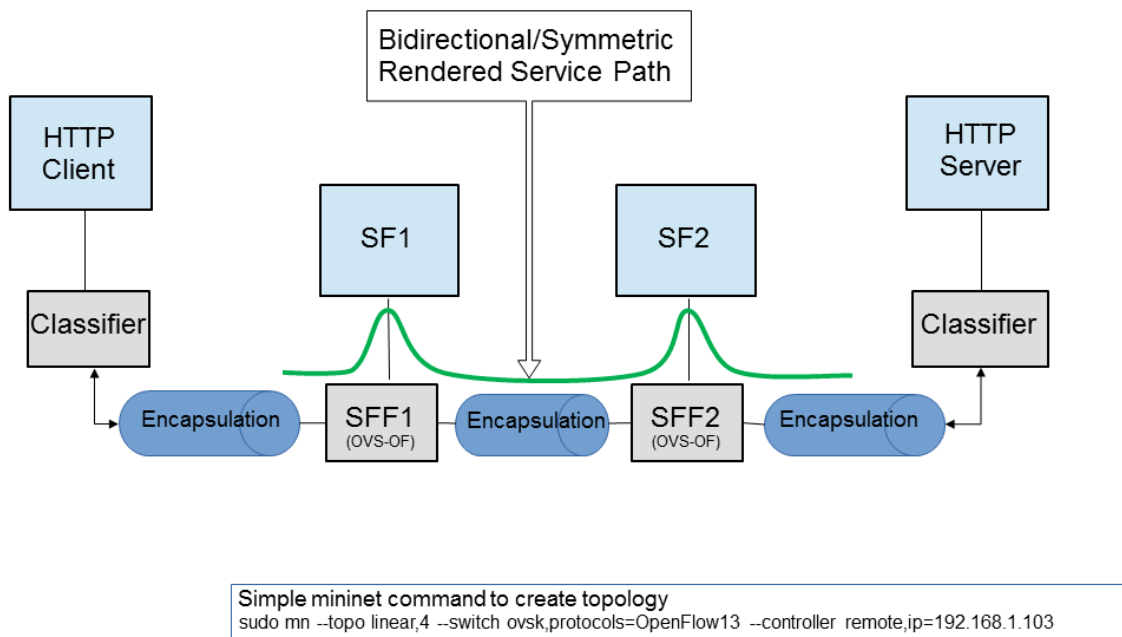 Bidirectional/Symmetric
Rendered Service Path
HTTP
Client
HTTP
Server
SF1
SF2
Classifier
Classifier
Encapsulation
SFF1
(OVS-OF)
Encapsulation
SFF2
(OVS-OF)
Encapsulation
Simple mininet command to create topology
sudo mn --topo linear,4 --switch ovsk,protocols=OpenFlow13 --controller remote,ip=192.168.1.103